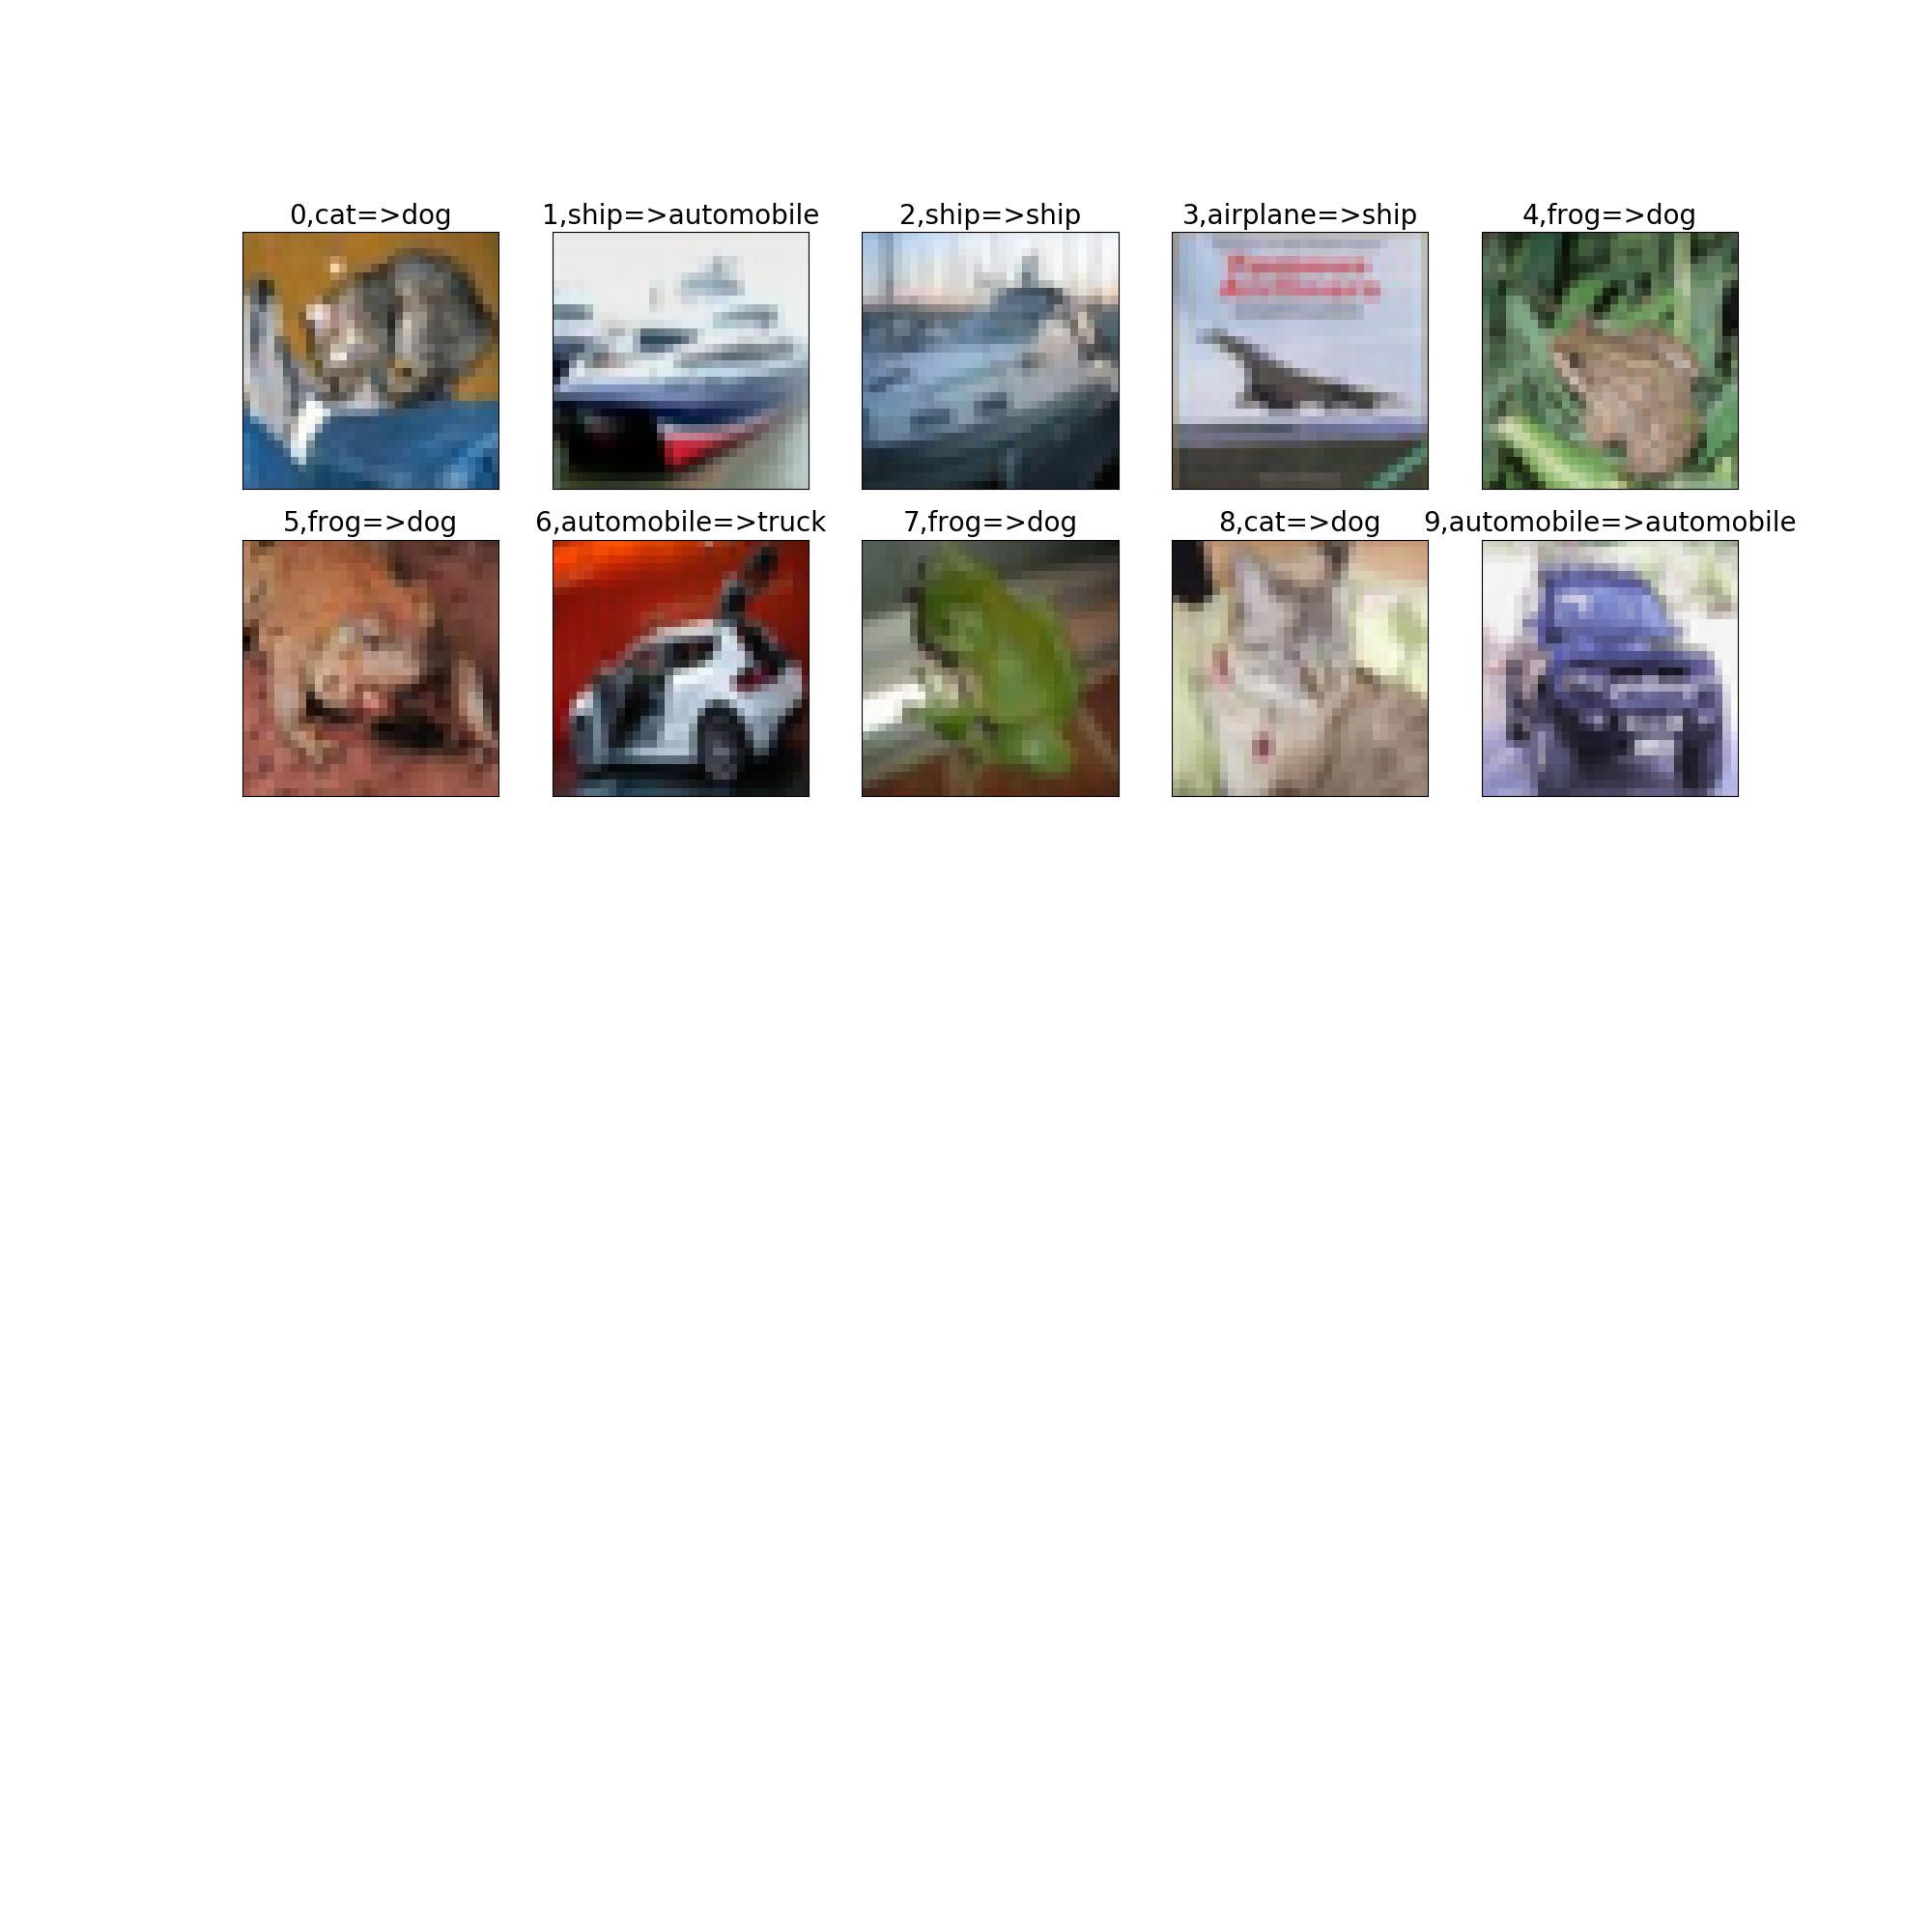 0,cat=>dog
1,ship=>automobile
2,ship=>ship
3,airplane=>ship
4,frog=>dog
5,frog=>dog
6,automobile=>truck
7,frog=>dog
8,cat=>dog
9,automobile=>automobile